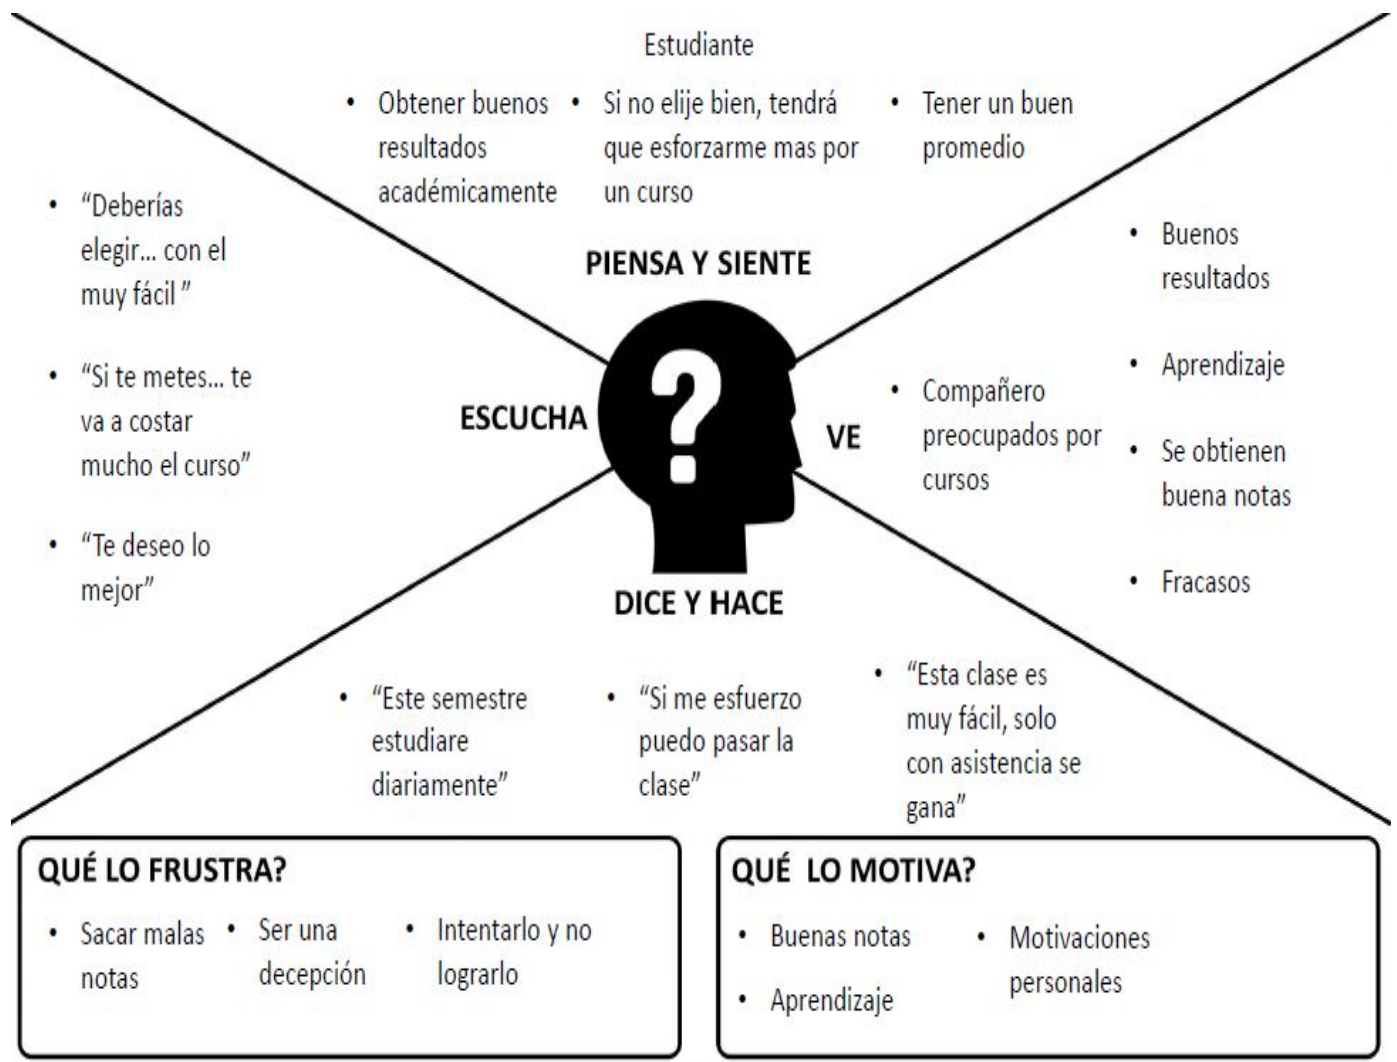 Estudiante
• Obtener buenos
resultados
académicamente
• Si no elije bien, tendrá
que esforzarme mas por
un curso
• Tener un buen
promedio
PIENSA Y SIENTE
• “Deberías
elegir... con el
muy fácil ”
• “Si te metes... te
va a costar
mucho el curso”
• “Te deseo lo
mejor”
ESCUCHA
?
VE
• Compañero
preocupados por
cursos
• Buenos
resultados
• Aprendizaje
• Se obtienen
buena notas
• Fracasos
DICE Y HACE
• “Este semestre
estudiare
diariamente”
• “Si me esfuerzo
puedo pasar la
clase”
• “Esta clase es
muy fácil, solo
con asistencia se
gana”
QUÉ LO FRUSTRA?
• Sacar malas
notas
• Ser una
decepción
• Intentarlo y no
lograrlo
QUÉ LO MOTIVA?
• Buenas notas
• Aprendizaje
• Motivaciones
personales